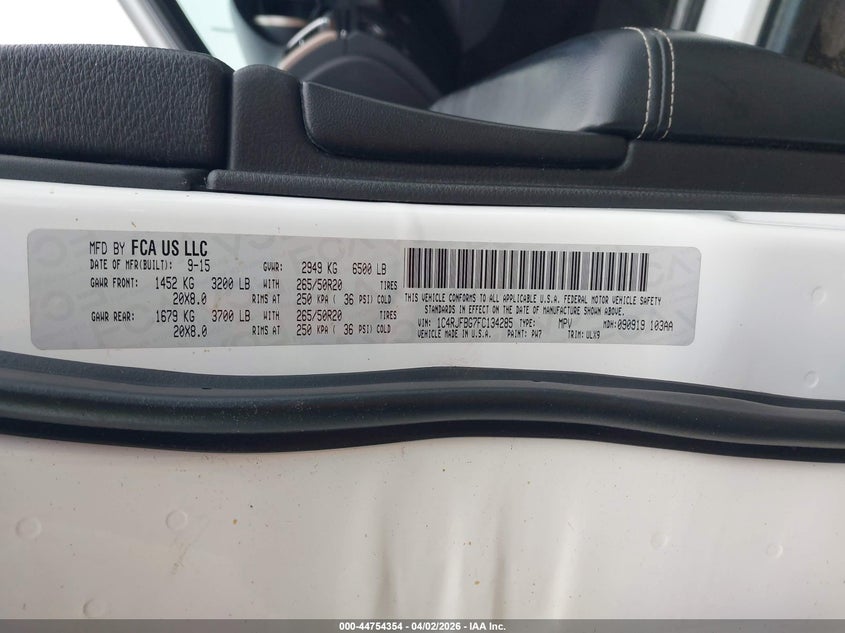 MFD BY FCA US LLC
DATE OF MFR(BUILT): 9-15 GVWR: 2949 KG 6500 LB
GAWR FRONT: 1452 KG 3200 LB WITH 265/50R20 TIRES
20X8.0 RIMS AT 250 KPA ( 36 PSI) COLD
GAWR REAR: 1679 KG 3700 LB WITH 265/50R20 TIRES
20X8.0 RIMS AT 250 KPA ( 36 PSI) COLD
THIS VEHICLE CONFORMS TO ALL APPLICABLE U.S.A. FEDERAL MOTOR VEHICLE SAFETY
STANDARDS IN EFFECT ON THE DATE OF MANUFACTURE SHOWN ABOVE.
VIN: 1C4RJFBG7FC134285 TYPE: MPV MDH: 090919 103AA
VEHICLE MADE IN U.S.A. PAINT: PW7 TRIM: ULX9
000-44754354 | 04/02/2026 - IAA Inc.